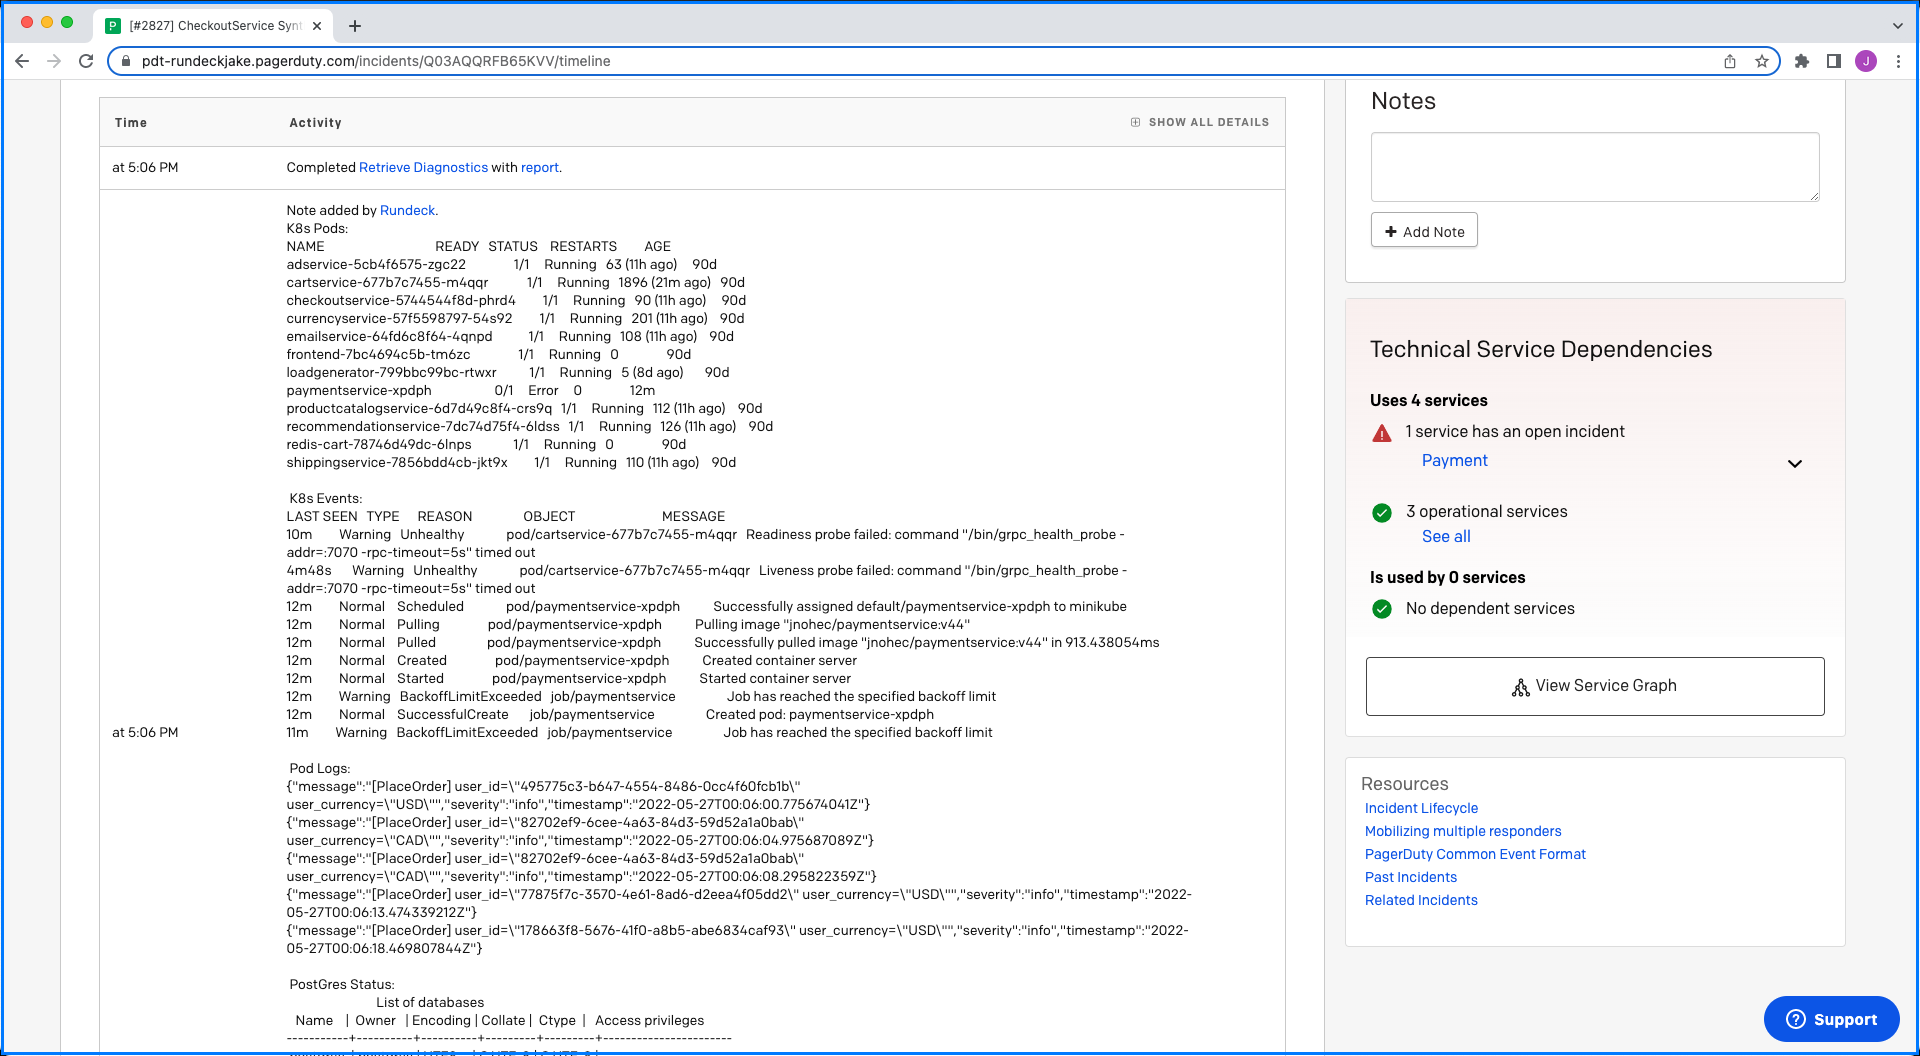 [#2827] CheckoutService Synt
pdt-rundeckjake.pagerduty.com/incidents/Q03AQQRFB65KVV/timeline
J
Time Activity SHOW ALL DETAILS
at 5:06 PM Completed Retrieve Diagnostics with report.
Note added by Rundeck.
K8s Pods:
NAME READY STATUS RESTARTS AGE
adservice-5cb4f6575-zgc22 1/1 Running 63 (11h ago) 90d
cartservice-677b7c7455-m4qqr 1/1 Running 1896 (21m ago) 90d
checkoutservice-5744544f8d-phrd4 1/1 Running 90 (11h ago) 90d
currencyservice-57f5598797-54s92 1/1 Running 201 (11h ago) 90d
emailservice-64fd6c8f64-4qnpd 1/1 Running 108 (11h ago) 90d
frontend-7bc4694c5b-tm6zc 1/1 Running 0 90d
loadgenerator-799bbc99bc-rtwxr 1/1 Running 5 (8d ago) 90d
paymentservice-xpdph 0/1 Error 0 12m
productcatalogservice-6d7d49c8f4-crs9q 1/1 Running 112 (11h ago) 90d
recommendationservice-7dc74d75f4-6ldss 1/1 Running 126 (11h ago) 90d
redis-cart-78746d49dc-6lnps 1/1 Running 0 90d
shippingservice-7856bdd4cb-jkt9x 1/1 Running 110 (11h ago) 90d
K8s Events:
LAST SEEN TYPE REASON OBJECT MESSAGE
10m Warning Unhealthy pod/cartservice-677b7c7455-m4qqr Readiness probe failed: command "/bin/grpc_health_probe -
addr=:7070 -rpc-timeout=5s" timed out
4m48s Warning Unhealthy pod/cartservice-677b7c7455-m4qqr Liveness probe failed: command "/bin/grpc_health_probe -
addr=:7070 -rpc-timeout=5s" timed out
12m Normal Scheduled pod/paymentservice-xpdph Successfully assigned default/paymentservice-xpdph to minikube
12m Normal Pulling pod/paymentservice-xpdph Pulling image "jnohec/paymentservice:v44"
12m Normal Pulled pod/paymentservice-xpdph Successfully pulled image "jnohec/paymentservice:v44" in 913.438054ms
12m Normal Created pod/paymentservice-xpdph Created container server
12m Normal Started pod/paymentservice-xpdph Started container server
12m Warning BackoffLimitExceeded job/paymentservice Job has reached the specified backoff limit
12m Normal SuccessfulCreate job/paymentservice Created pod: paymentservice-xpdph
at 5:06 PM 11m Warning BackoffLimitExceeded job/paymentservice Job has reached the specified backoff limit
Pod Logs:
{"message":"[PlaceOrder] user_id=\"495775c3-b647-4554-8486-0cc4f60fcb1b\"
user_currency=\"USD\"","severity":"info","timestamp":"2022-05-27T00:06:00.775674041Z"}
{"message":"[PlaceOrder] user_id=\"82702ef9-6cee-4a63-84d3-59d52a1a0bab\"
user_currency=\"CAD\"","severity":"info","timestamp":"2022-05-27T00:06:04.975687089Z"}
{"message":"[PlaceOrder] user_id=\"82702ef9-6cee-4a63-84d3-59d52a1a0bab\"
user_currency=\"CAD\"","severity":"info","timestamp":"2022-05-27T00:06:08.295822359Z"}
{"message":"[PlaceOrder] user_id=\"77875f7c-3570-4e61-8ad6-d2eea4f05dd2\" user_currency=\"USD\"","severity":"info","timestamp":"2022-
05-27T00:06:13.474339212Z"}
{"message":"[PlaceOrder] user_id=\"178663f8-5676-41f0-a8b5-abe6834caf93\" user_currency=\"USD\"","severity":"info","timestamp":"2022-
05-27T00:06:18.469807844Z"}
PostGres Status:
List of databases
Name | Owner | Encoding | Collate | Ctype | Access privileges
-----------+----------+----------+---------+---------+-----------------------
Notes
+ Add Note
Technical Service Dependencies
Uses 4 services
1 service has an open incident
Payment
3 operational services
See all
Is used by 0 services
No dependent services
View Service Graph
Resources
Incident Lifecycle
Mobilizing multiple responders
PagerDuty Common Event Format
Past Incidents
Related Incidents
Support